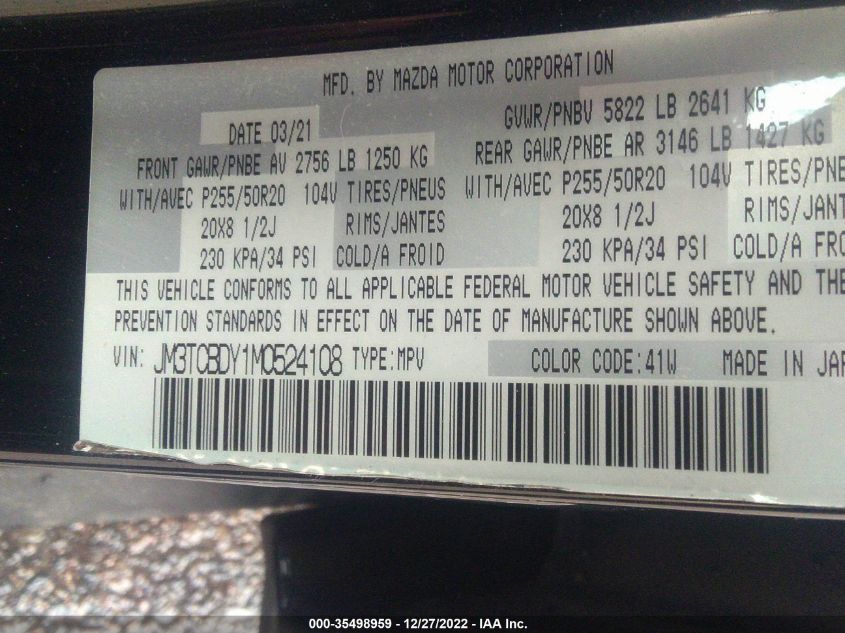 MFD. BY MAZDA MOTOR CORPORATION
DATE 03/21 GVWR/PNBV 5822 LB 2641 KG
FRONT GAWR/PNBE AV 2756 LB 1250 KG REAR GAWR/PNBE AR 3146 LB 1427 KG
WITH/AVEC P255/50R20 104V TIRES/PNEUS WITH/AVEC P255/50R20 104V TIRES/PNE
20X8 1/2J RIMS/JANTES 20X8 1/2J RIMS/JANT
230 KPA/34 PSI COLD/A FROID 230 KPA/34 PSI COLD/A FRO
THIS VEHICLE CONFORMS TO ALL APPLICABLE FEDERAL MOTOR VEHICLE SAFETY AND THE
PREVENTION STANDARDS IN EFFECT ON THE DATE OF MANUFACTURE SHOWN ABOVE.
VIN: JM3TCBDY1M0524108 TYPE:MPV COLOR CODE:41W MADE IN JAP
000-35498959 - 12/27/2022 - IAA Inc.